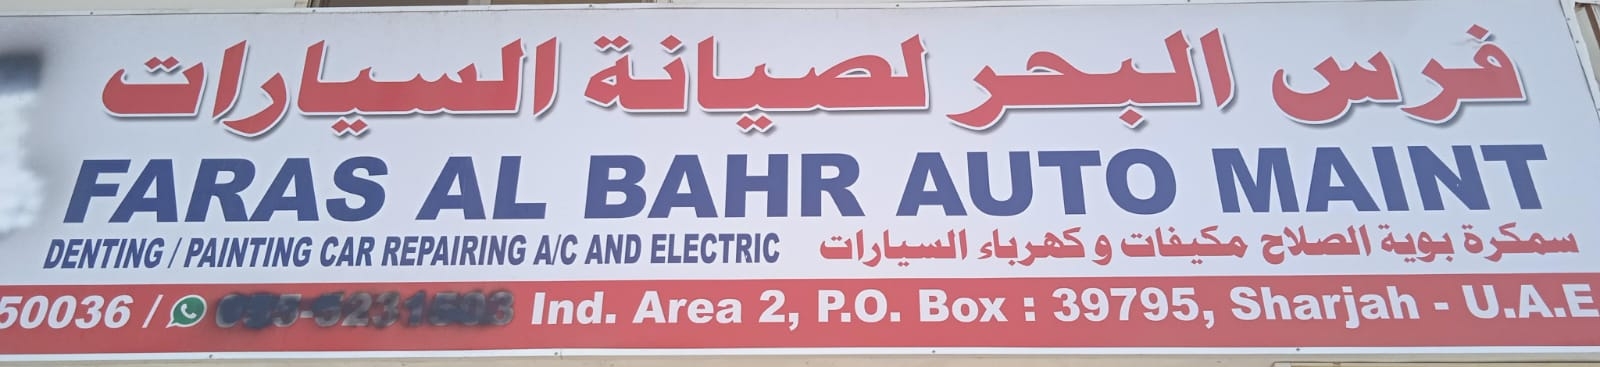 فرس البحر لصيانة السيارات
FARAS AL BAHR AUTO MAINT
DENTING / PAINTING CAR REPAIRING A/C AND ELECTRIC سمكرة بوية الصلاح مكيفات و كهرباء السيارات
50036 / Ind. Area 2, P.O. Box : 39795, Sharjah - U.A.E